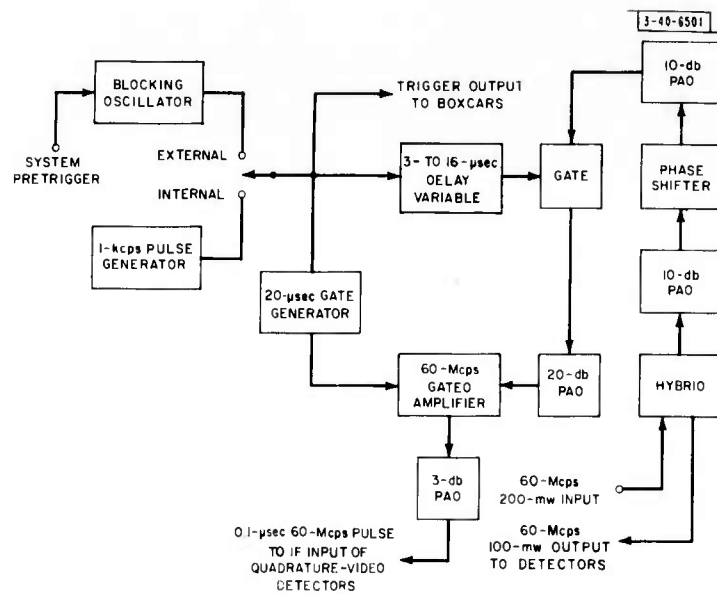 3-40-6501
BLOCKING
OSCILLATOR
TRIGGER OUTPUT
TO BOXCARS
10-db
PAO
SYSTEM
PRETRIGGER
EXTERNAL
INTERNAL
3- TO 16-µsec
DELAY
VARIABLE
GATE
PHASE
SHIFTER
1-kcps PULSE
GENERATOR
20-µsec GATE
GENERATOR
10-db
PAO
60-Mcps
GATEO
AMPLIFIER
20-db
PAO
HYBRIO
3-db
PAO
60-Mcps
200-mw INPUT
0.1-µsec 60-Mcps PULSE
TO IF INPUT OF
QUADRATURE-VIDEO
DETECTORS
60-Mcps
100-mw OUTPUT
TO DETECTORS